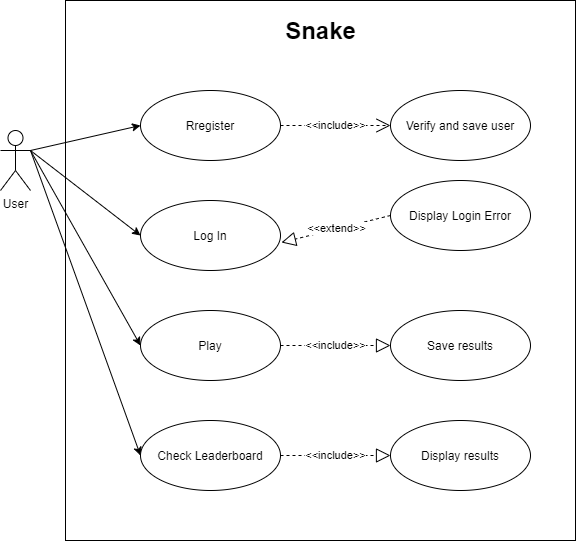 Snake
Rregister
<<include>>
Verify and save user
User
Log In
<<extend>>
Display Login Error
Play
<<include>>
Save results
Check Leaderboard
<<include>>
Display results